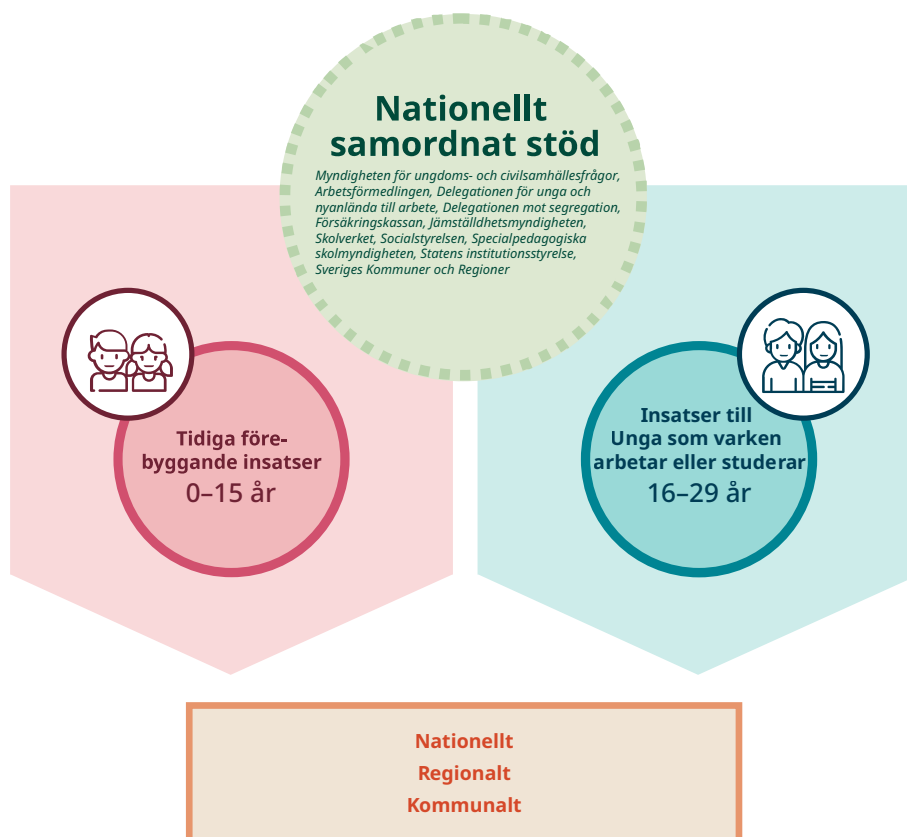 Nationellt
samordnat stöd
Myndigheten för ungdoms- och civilsamhällesfrågor,
Arbetsförmedlingen, Delegationen för unga och
nyanlända till arbete, Delegationen mot segregation,
Försäkringskassan, Jämställdhetsmyndigheten,
Skolverket, Socialstyrelsen, Specialpedagogiska
skolmyndigheten, Statens institutionsstyrelse,
Sveriges Kommuner och Regioner
Tidiga före-
byggande insatser
0–15 år
Insatser till
Unga som varken
arbetar eller studerar
16–29 år
Nationellt
Regionalt
Kommunalt